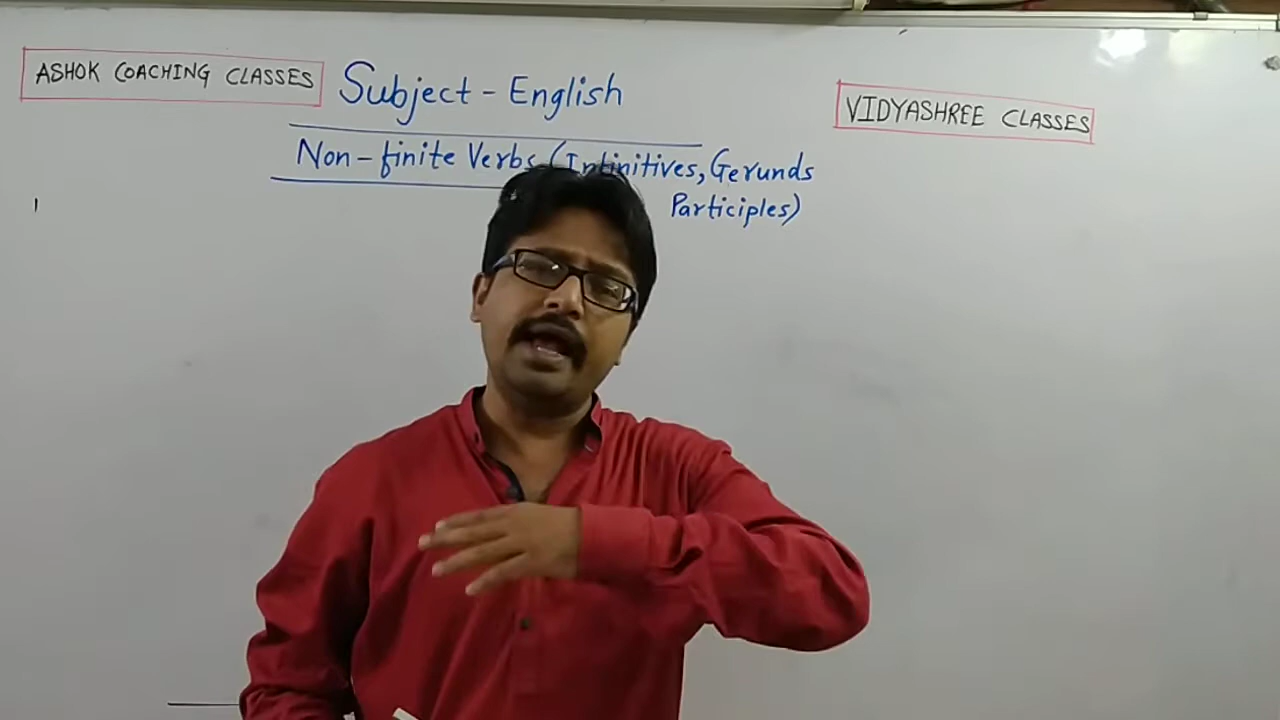 ASHOK COACHING CLASSES
Subject - English
VIDYASHREE CLASSES
Non-finite Verbs (Infinitives, Gerunds
Participles)